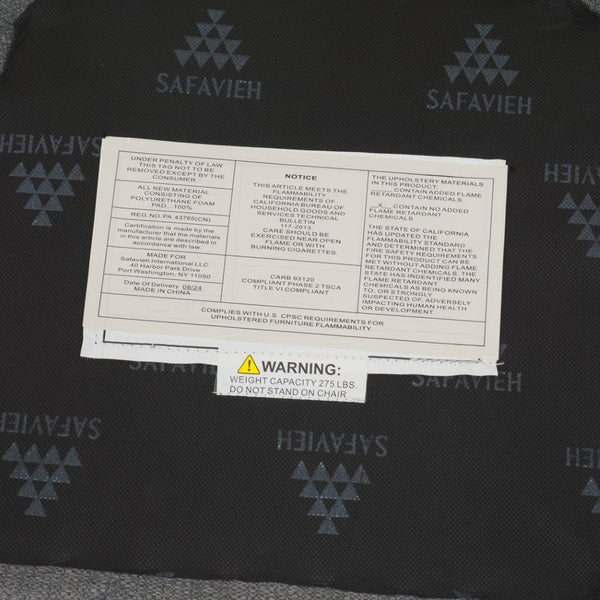 SAFAVIEH
SAFAVIEH
SAFAVIEH
UNDER PENALTY OF LAW
THIS TAG NOT TO BE
REMOVED EXCEPT BY THE
CONSUMER
ALL NEW MATERIAL
CONSISTING OF
POLYURETHANE FOAM
PAD...100%
REG.NO.PA 43765(CN)
Certification is made by the
manufacturer that the materials
in this article are described in
accordance with law.
MADE FOR
Safavieh International LLC.
40 Harbor Park Drive
Port Washington, NY 11050
Date Of Delivery 08/24
MADE IN CHINA
NOTICE
THIS ARTICLE MEETS THE
FLAMMABILITY
REQUIREMENTS OF
CALIFORNIA BUREAU OF
HOUSEHOLD GOODS AND
SERVICES TECHNICAL
BULLETIN
117-2013.
CARE SHOULD BE
EXERCISED NEAR OPEN
FLAME OR WITH
BURNING CIGARETTES.
CARB 93120
COMPLIANT PHASE 2 TSCA
TITLE VI COMPLIANT
THE UPHOLSTERY MATERIALS
IN THIS PRODUCT:
CONTAIN ADDED FLAME
RETARDANT CHEMICALS.
X CONTAIN NO ADDED
FLAME RETARDANT
CHEMICALS
THE STATE OF CALIFORNIA
HAS UPDATED THE
FLAMMABILITY STANDARD
AND DETERMINED THAT THE
FIRE SAFETY REQUIREMENTS
FOR THIS PRODUCT CAN BE
MET WITHOUT ADDING FLAME
RETARDANT CHEMICALS. THE
STATE HAS INDENTIFIED MANY
FLAME RETARDANT
CHEMICALS AS BEING KNOWN
TO, OR STRONGLY
SUSPECTED OF, ADVERSELY
IMPACTING HUMAN HEALTH
OR DEVELOPMENT
COMPLIES WITH U.S. CPSC REQUIREMENTS FOR
UPHOLSTERED FURNITURE FLAMMABILITY.
WARNING:
WEIGHT CAPACITY 275 LBS.
DO NOT STAND ON CHAIR
SAFAVIEH
SAFAVIEH
SAFAVIEH